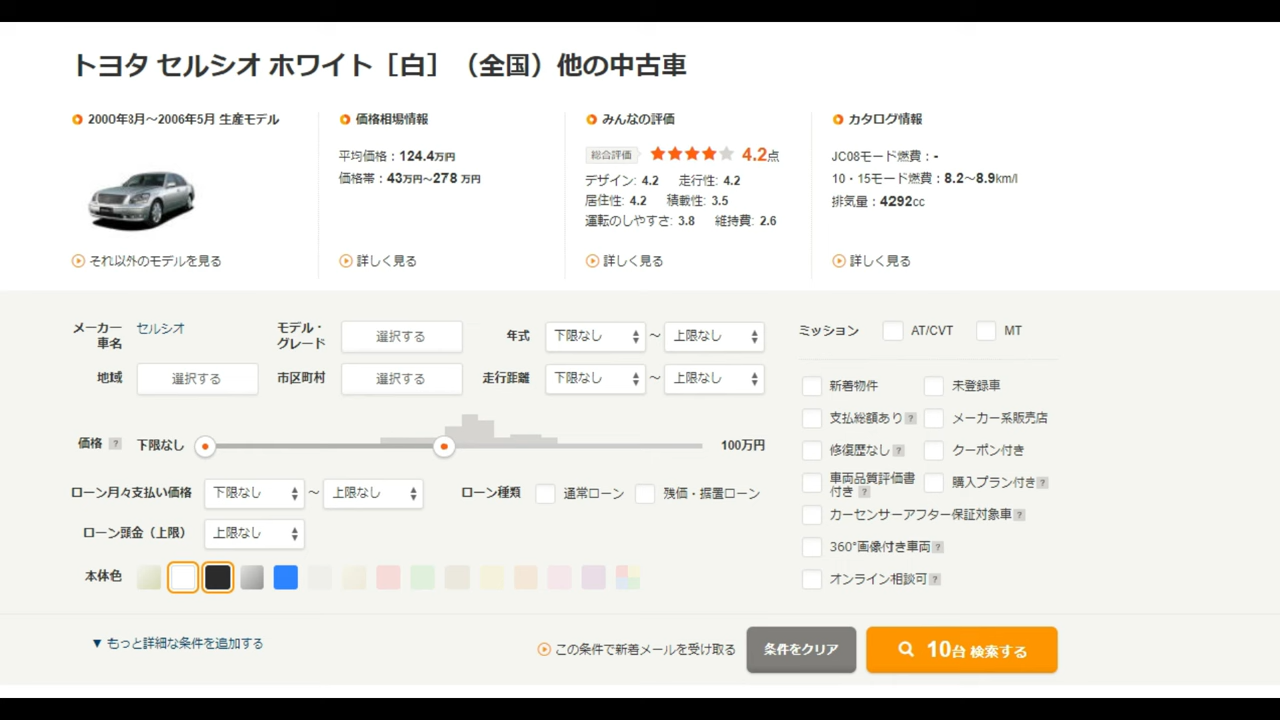 トヨタ セルシオ ホワイト［白］（全国）他の中古車
2000年8月～2006年5月 生産モデル
それ以外のモデルを見る
価格相場情報
平均価格：124.4万円
価格帯：43万円～278 万円
詳しく見る
みんなの評価
総合評価 4.2点
デザイン: 4.2 走行性: 4.2
居住性: 4.2 積載性: 3.5
運転のしやすさ: 3.8 維持費: 2.6
詳しく見る
カタログ情報
JC08モード燃費：-
10・15モード燃費：8.2～8.9km/l
排気量：4292cc
詳しく見る
メーカー
車名
セルシオ
モデル・
グレード
選択する
年式 下限なし ～ 上限なし
地域 選択する
市区町村 選択する
走行距離 下限なし ～ 上限なし
価格 ? 下限なし 100万円
ローン月々支払い価格 下限なし ～ 上限なし
ローン種類 通常ローン 残価・据置ローン
ローン頭金（上限） 上限なし
本体色
ミッション AT/CVT MT
新着物件 未登録車
支払総額あり? メーカー系販売店
修復歴なし? クーポン付き
車両品質評価書
付き ?
購入プラン付き?
カーセンサーアフター保証対象車?
360°画像付き車両?
オンライン相談可?
▼ もっと詳細な条件を追加する
この条件で新着メールを受け取る
条件をクリア
10台 検索する